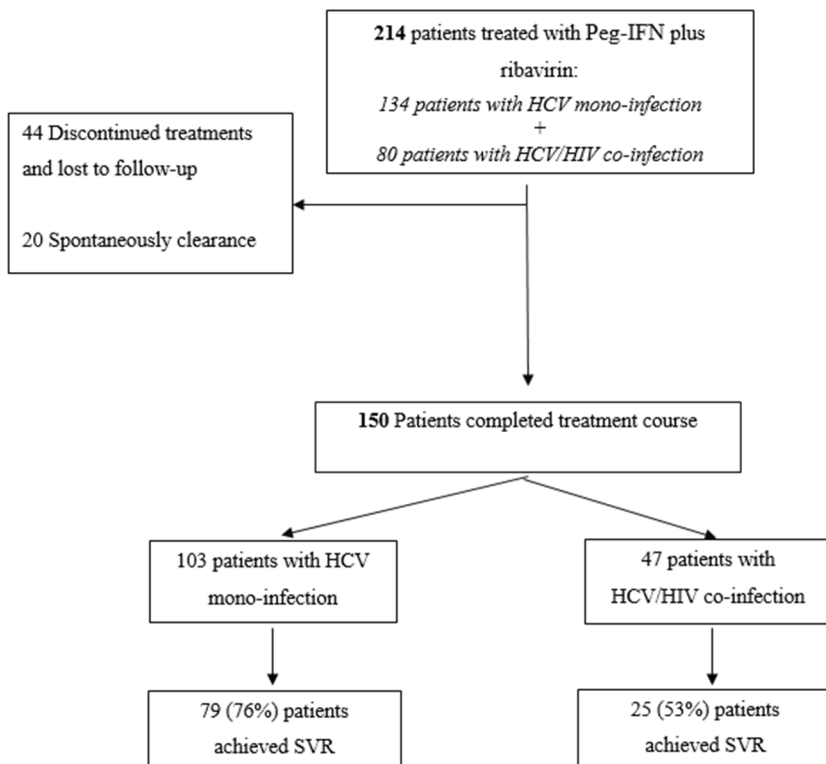 214 patients treated with Peg-IFN plus
ribavirin:
134 patients with HCV mono-infection
+
80 patients with HCV/HIV co-infection
44 Discontinued treatments
and lost to follow-up
20 Spontaneously clearance
150 Patients completed treatment course
103 patients with HCV
mono-infection
47 patients with
HCV/HIV co-infection
79 (76%) patients
achieved SVR
25 (53%) patients
achieved SVR